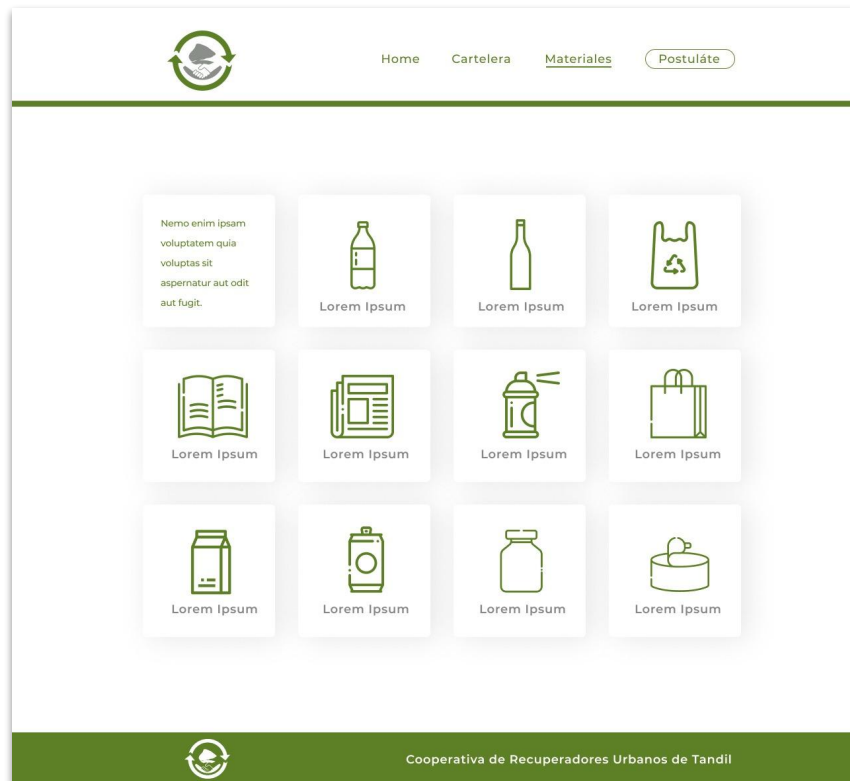 Home Cartelera Materiales Postuláte
Nemo enim ipsam
voluptatem quia
voluptas sit
aspernatur aut odit
aut fugit.
Lorem Ipsum
Lorem Ipsum
Lorem Ipsum
Lorem Ipsum
Lorem Ipsum
Lorem Ipsum
Lorem Ipsum
Lorem Ipsum
Lorem Ipsum
Lorem Ipsum
Lorem Ipsum
Cooperativa de Recuperadores Urbanos de Tandil